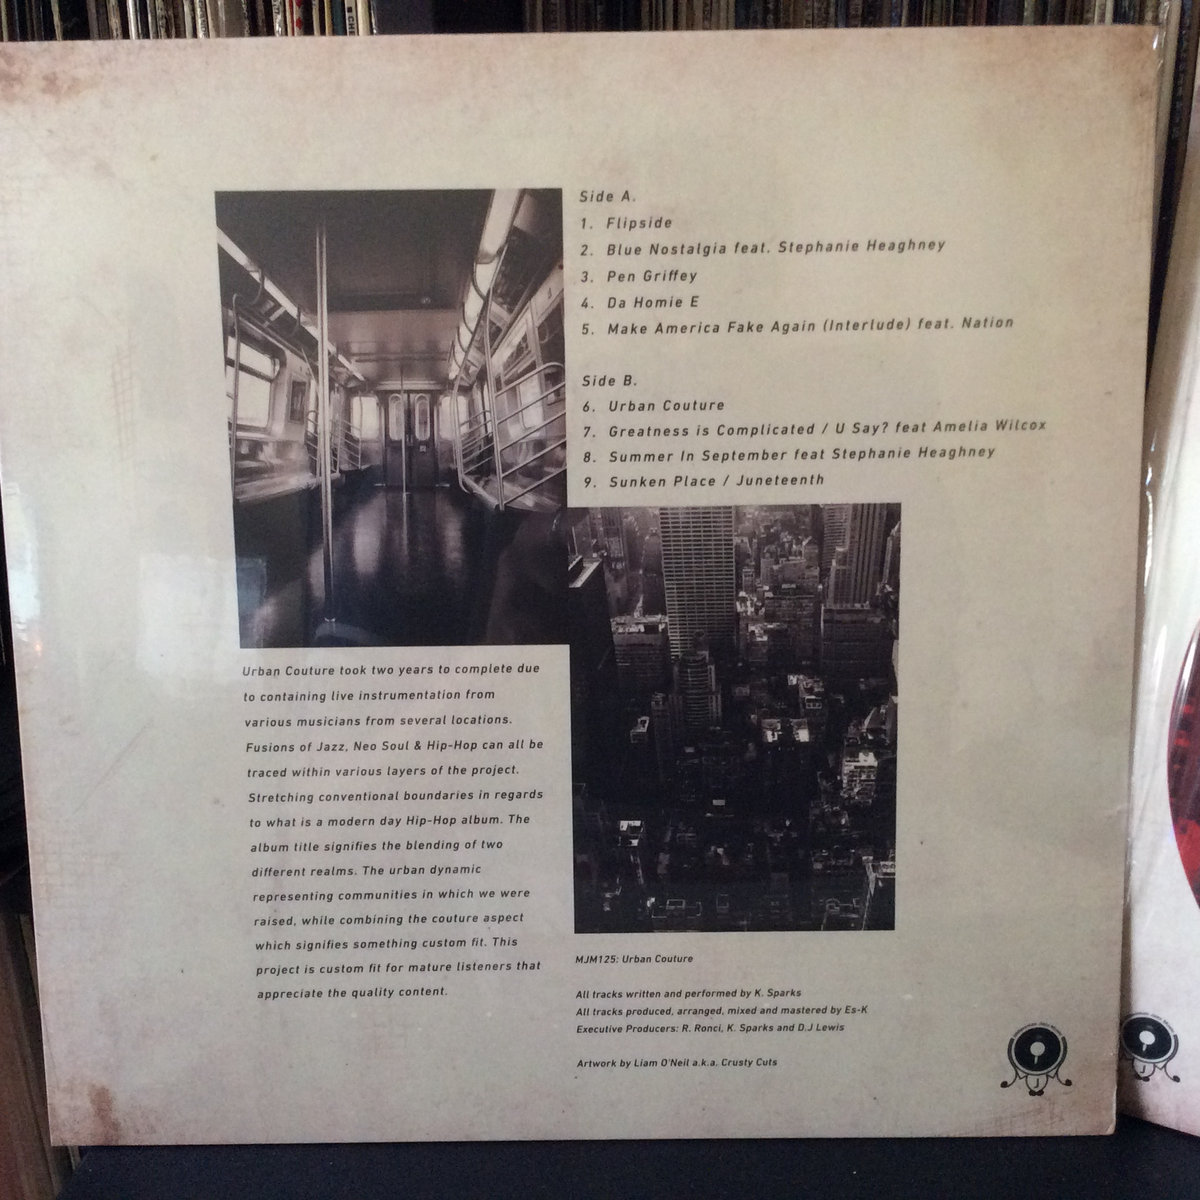 Side A.
1. Flipside
2. Blue Nostalgia feat. Stephanie Heaghney
3. Pen Griffey
4. Da Homie E
5. Make America Fake Again (Interlude) feat. Nation
Side B.
6. Urban Couture
7. Greatness is Complicated / U Say? feat Amelia Wilcox
8. Summer In September feat Stephanie Heaghney
9. Sunken Place / Juneteenth
Urban Couture took two years to complete due
to containing live instrumentation from
various musicians from several locations.
Fusions of Jazz, Neo Soul & Hip-Hop can all be
traced within various layers of the project.
Stretching conventional boundaries in regards
to what is a modern day Hip-Hop album. The
album title signifies the blending of two
different realms. The urban dynamic
representing communities in which we were
raised, while combining the couture aspect
which signifies something custom fit. This
project is custom fit for mature listeners that
appreciate the quality content.
MJM125: Urban Couture
All tracks written and performed by K. Sparks
All tracks produced, arranged, mixed and mastered by Es-K
Executive Producers: R. Ronci, K. Sparks and D.J Lewis
Artwork by Liam O'Neil a.k.a. Crusty Cuts
J
J